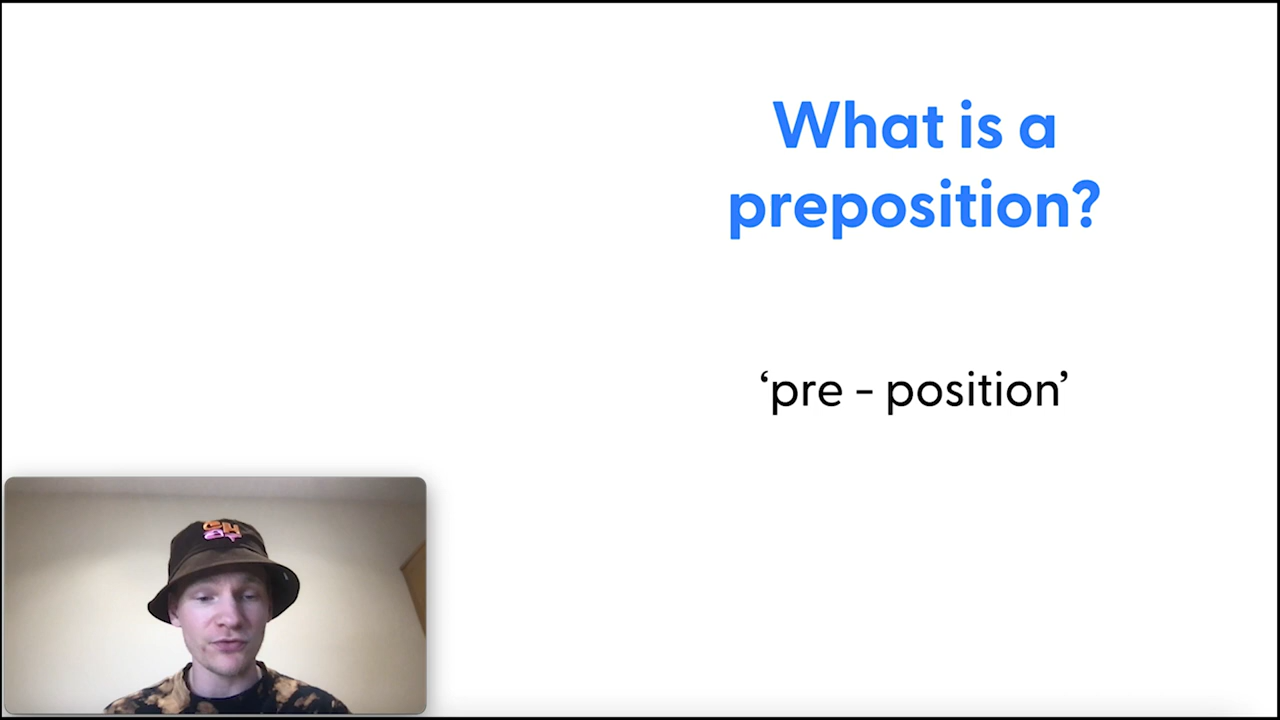 What is a
preposition?
‘pre - position’